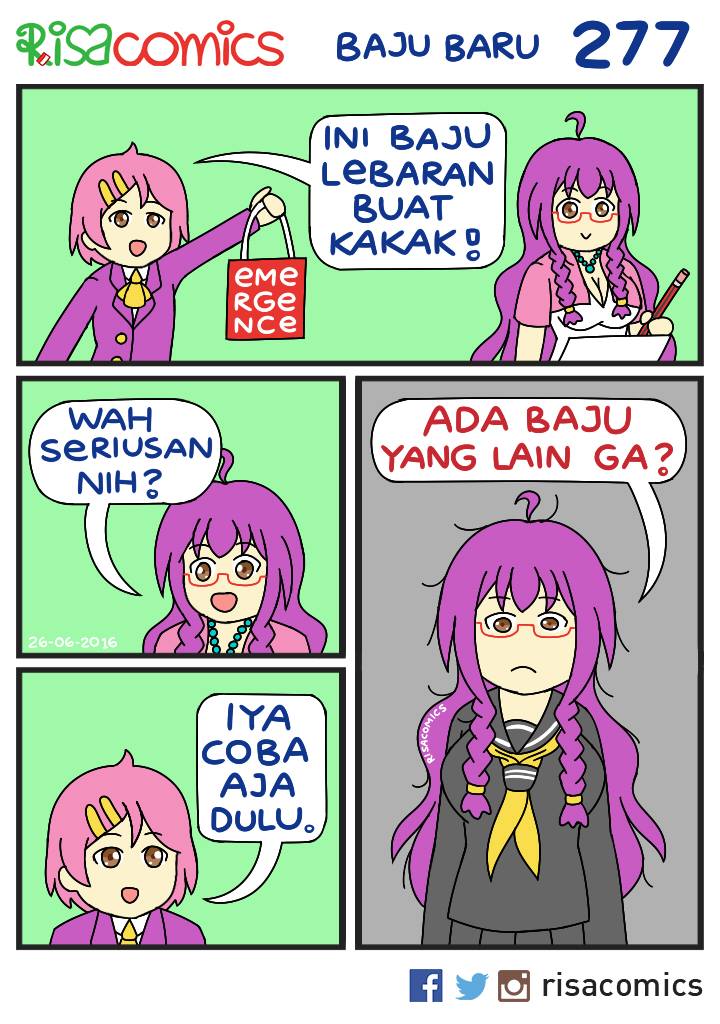 Risacomics
BAJU BARU
277
INI BAJU
LEBARAN
BUAT
KAKAK!
eme
RGe
NCe
WAH
SERIUSAN
NIH?
26-06-2016
ADA BAJU
YANG LAIN GA?
RISACOMICS
IYA
COBA
AJA
DULU.
risacomics